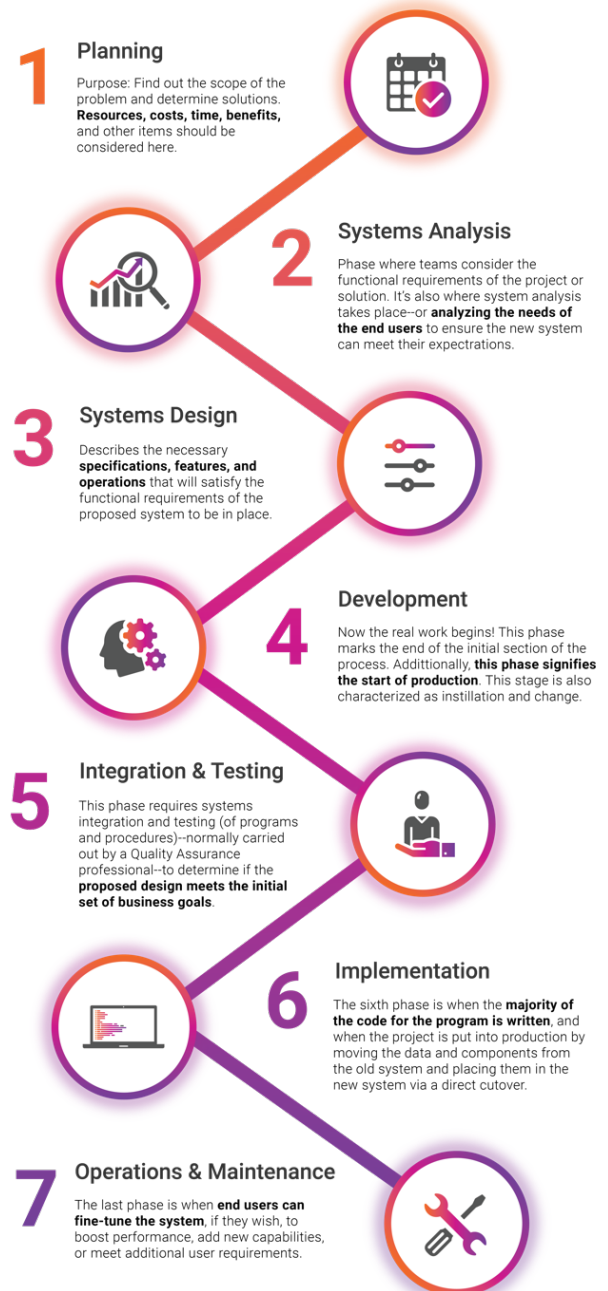 1
Planning
Purpose: Find out the scope of the
problem and determine solutions.
Resources, costs, time, benefits,
and other items should be
considered here.
2
Systems Analysis
Phase where teams consider the
functional requirements of the project or
solution. It's also where system analysis
takes place--or analyzing the needs of
the end users to ensure the new system
can meet their expectrations.
3
Systems Design
Describes the necessary
specifications, features, and
operations that will satisfy the
functional requirements of the
proposed system to be in place.
4
Development
Now the real work begins! This phase
marks the end of the initial section of the
process. Addittionally, this phase signifies
the start of production. This stage is also
characterized as instillation and change.
5
Integration & Testing
This phase requires systems
integration and testing (of programs
and procedures)--normally carried
out by a Quality Assurance
professional--to determine if the
proposed design meets the initial
set of business goals.
6
Implementation
The sixth phase is when the majority of
the code for the program is written, and
when the project is put into production by
moving the data and components from
the old system and placing them in the
new system via a direct cutover.
7
Operations & Maintenance
The last phase is when end users can
fine-tune the system, if they wish, to
boost performance, add new capabilities,
or meet additional user requirements.